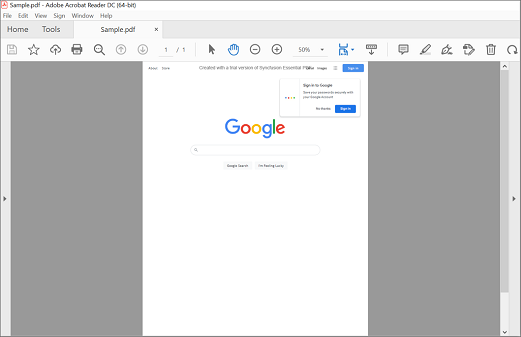 Sample.pdf - Adobe Acrobat Reader DC (64-bit)
File Edit View Sign Window Help
Home Tools Sample.pdf ×
1 / 1 50%
About Store Created with a trial version of Syncfusion Essential Images Sign in
Sign in to Google
Save your passwords securely with
your Google Account
No thanks Sign in
Google
Google Search I'm Feeling Lucky